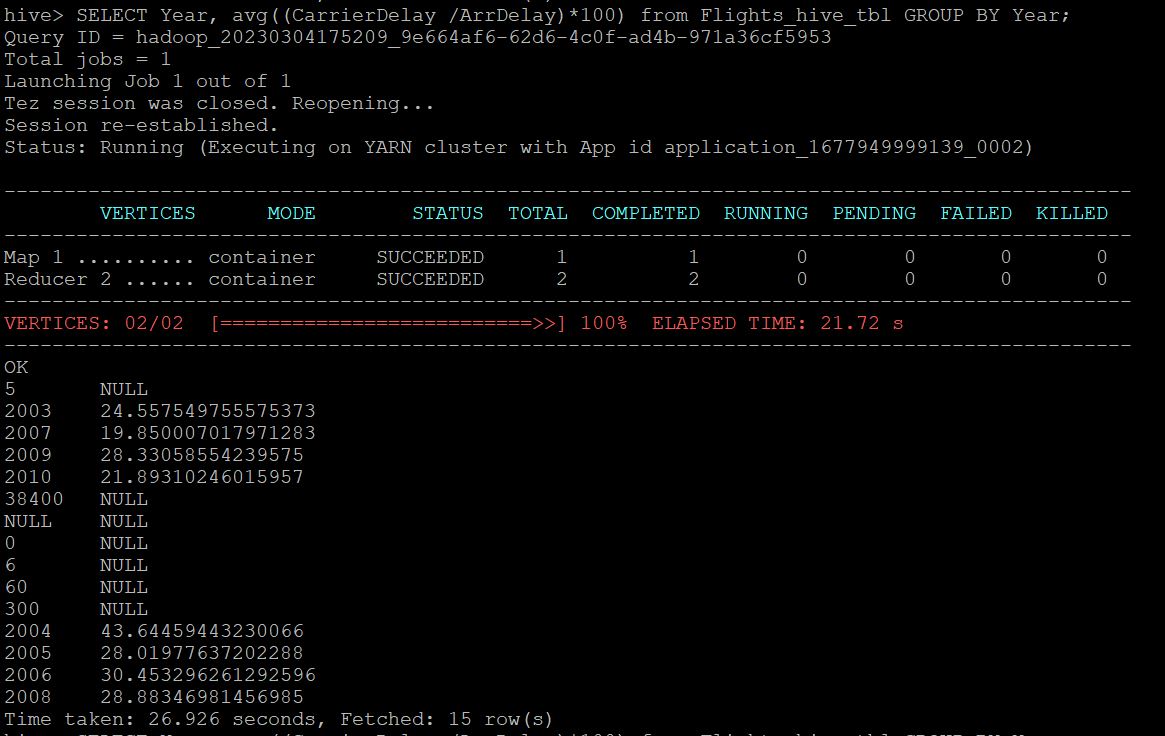 hive> SELECT Year, avg((CarrierDelay /ArrDelay)*100) from Flights_hive_tbl GROUP BY Year;
Query ID = hadoop_20230304175209_9e664af6-62d6-4c0f-ad4b-971a36cf5953
Total jobs = 1
Launching Job 1 out of 1
Tez session was closed. Reopening...
Session re-established.
Status: Running (Executing on YARN cluster with App id application_1677949999139_0002)
----------------------------------------------------------------------------------------------
        VERTICES      MODE        STATUS  TOTAL  COMPLETED  RUNNING  PENDING  FAILED  KILLED
----------------------------------------------------------------------------------------------
Map 1 .......... container     SUCCEEDED      1          1        0        0       0       0
Reducer 2 ...... container     SUCCEEDED      2          2        0        0       0       0
----------------------------------------------------------------------------------------------
VERTICES: 02/02  [==========================>>] 100%  ELAPSED TIME: 21.72 s
----------------------------------------------------------------------------------------------
OK
5       NULL
2003    24.557549755575373
2007    19.850007017971283
2009    28.33058554239575
2010    21.89310246015957
38400   NULL
NULL    NULL
0       NULL
6       NULL
60      NULL
300     NULL
2004    43.64459443230066
2005    28.01977637202288
2006    30.453296261292596
2008    28.88346981456985
Time taken: 26.926 seconds, Fetched: 15 row(s)